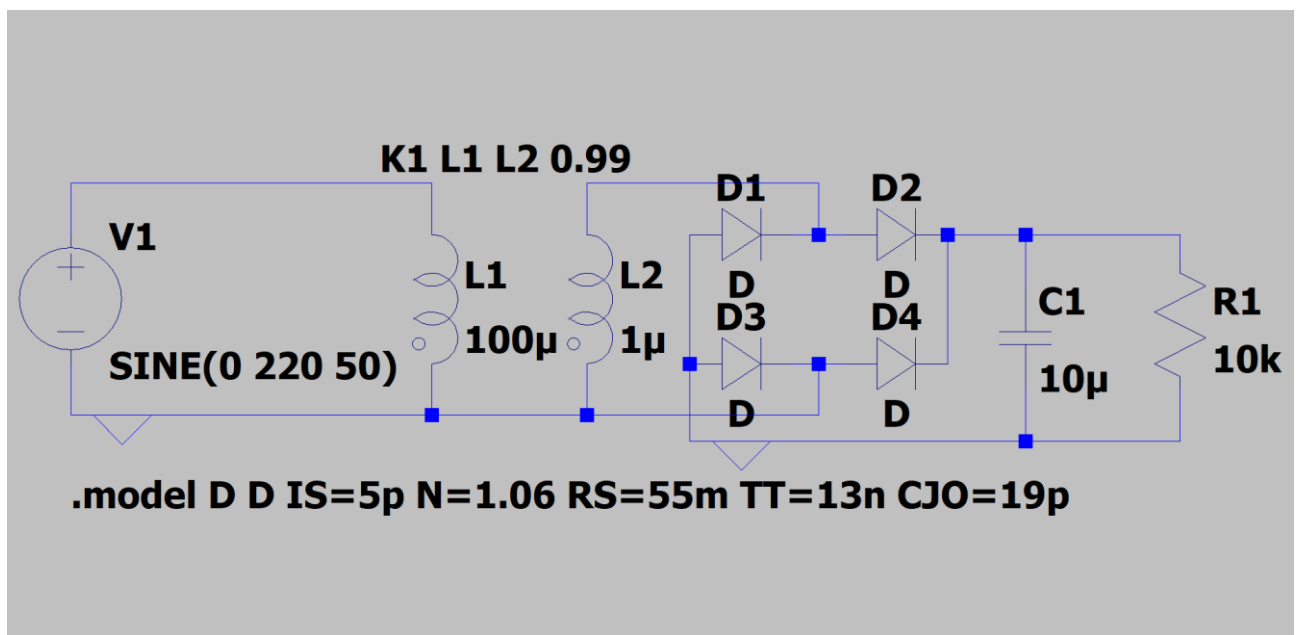 K1 L1 L2 0.99
D1
D2
V1
L1
L2
D
D
C1
R1
D3
D4
SINE(0 220 50)
100µ
1µ
10µ
10k
D
D
.model D D IS=5p N=1.06 RS=55m TT=13n CJO=19p